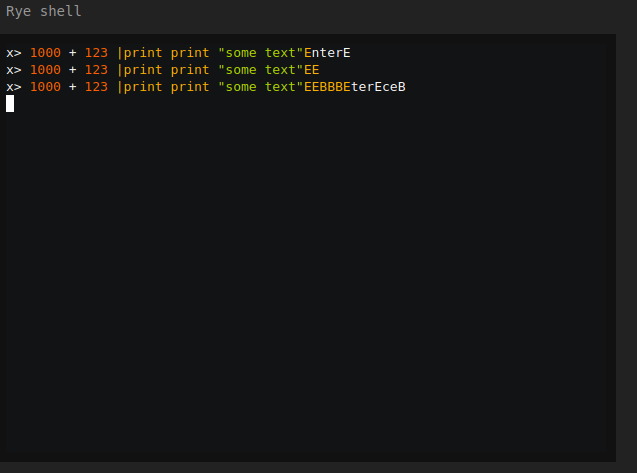 Rye shell
x> 1000 + 123 |print print "some text"EnterE
x> 1000 + 123 |print print "some text"EE
x> 1000 + 123 |print print "some text"EEBBBEterEceB